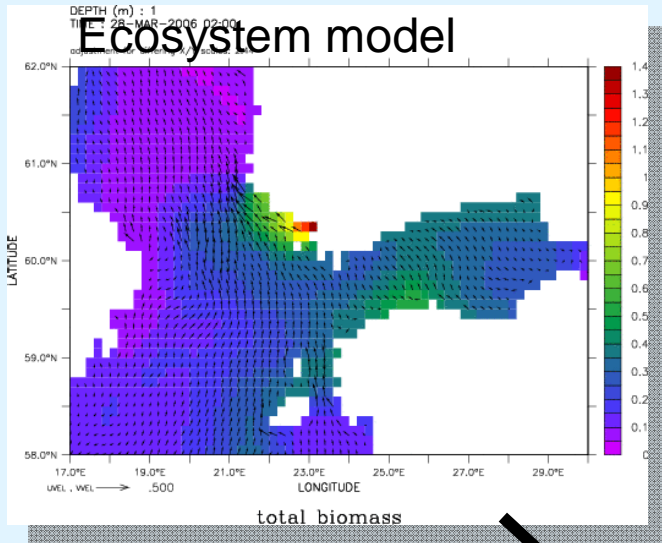 DEPTH (m) : 1
TIME : 28-MAR-2006 02:00
Ecosystem model
62.0°N
61.0°N
60.0°N
59.0°N
58.0°N
LATITUDE
17.0°E 19.0°E 21.0°E 23.0°E 25.0°E 27.0°E 29.0°E
LONGITUDE
UVEL , VVEL .500
1.4
1.3
1.2
1.1
1
0.9
0.8
0.7
0.6
0.5
0.4
0.3
0.2
0.1
0
total biomass